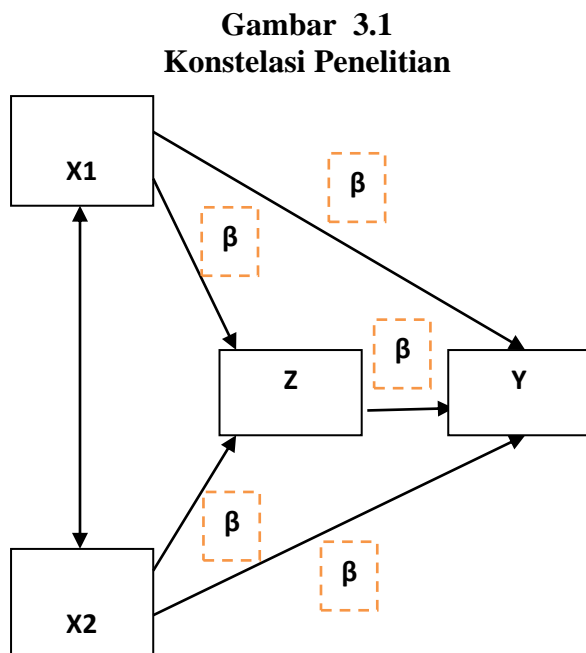 Gambar 3.1
Konstelasi Penelitian
X1
β
β
β
Z
Y
β
β
X2